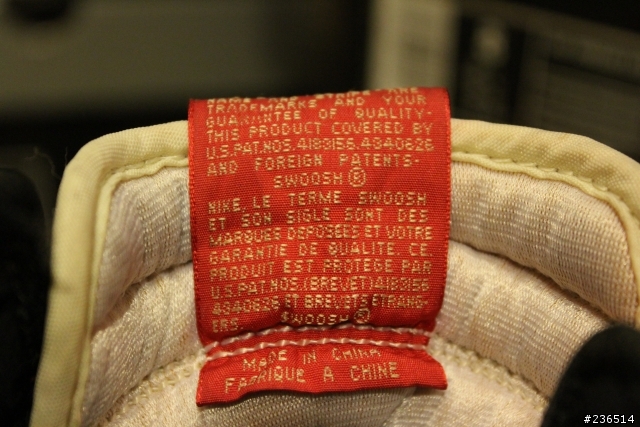 TRADEMARKS AND YOUR
GUARANTEE OF QUALITY-
THIS PRODUCT COVERED BY
U.S.PAT.NOS.4183156.4340626
AND FOREIGN PATENTS-
SWOOSH®
NIKE, LE TERME SWOOSH
ET SON SIGLE SONT DES
MARQUES DEPOSÉES ET VOTRE
GARANTIE DE QUALITE CE
PRODUIT EST PROTEGE PAR
U.S.PAT.NOS.(BREVET)4183156
4340626 ET BREVETS ETRANG-
ERS- SWOOSH®
MADE IN CHINA
FABRIQUE A CHINE
#236514